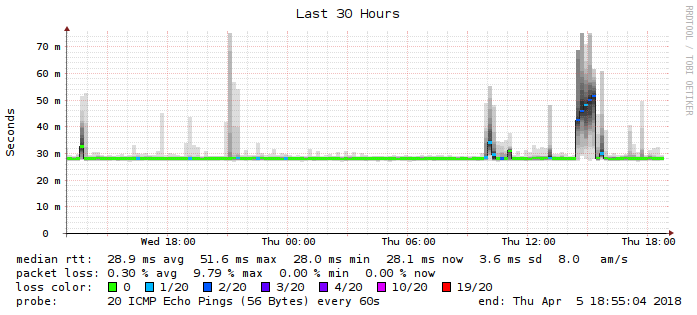 Last 30 Hours
RRDTOOL / TOBI OETIKER
Seconds
70 m
60 m
50 m
40 m
30 m
20 m
10 m
0
Wed 18:00 Thu 00:00 Thu 06:00 Thu 12:00 Thu 18:00
median rtt: 28.9 ms avg 51.6 ms max 28.0 ms min 28.1 ms now 3.6 ms sd 8.0 am/s
packet loss: 0.30 % avg 9.79 % max 0.00 % min 0.00 % now
loss color: 0 1/20 2/20 3/20 4/20 10/20 19/20
probe: 20 ICMP Echo Pings (56 Bytes) every 60s end: Thu Apr 5 18:55:04 2018